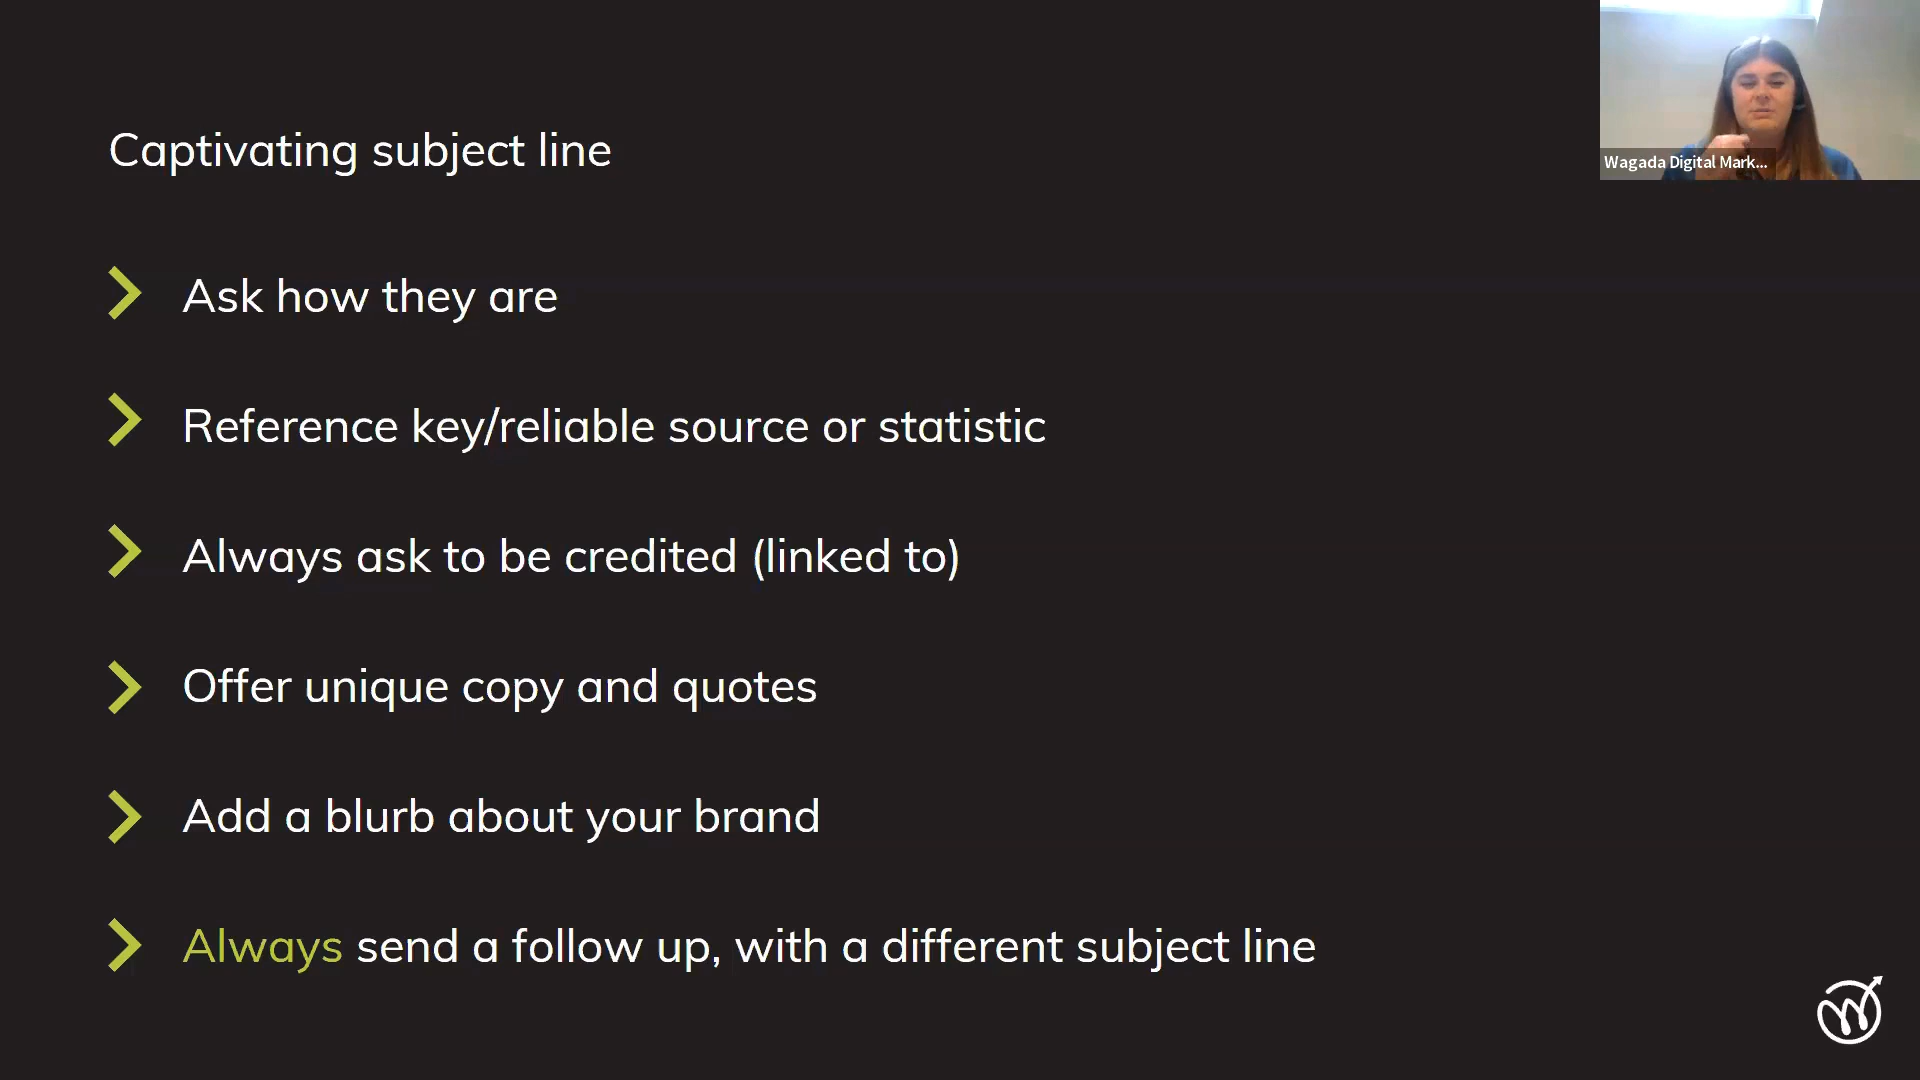 Captivating subject line
Wagada Digital Mark...
Ask how they are
Reference key/reliable source or statistic
Always ask to be credited (linked to)
Offer unique copy and quotes
Add a blurb about your brand
Always send a follow up, with a different subject line